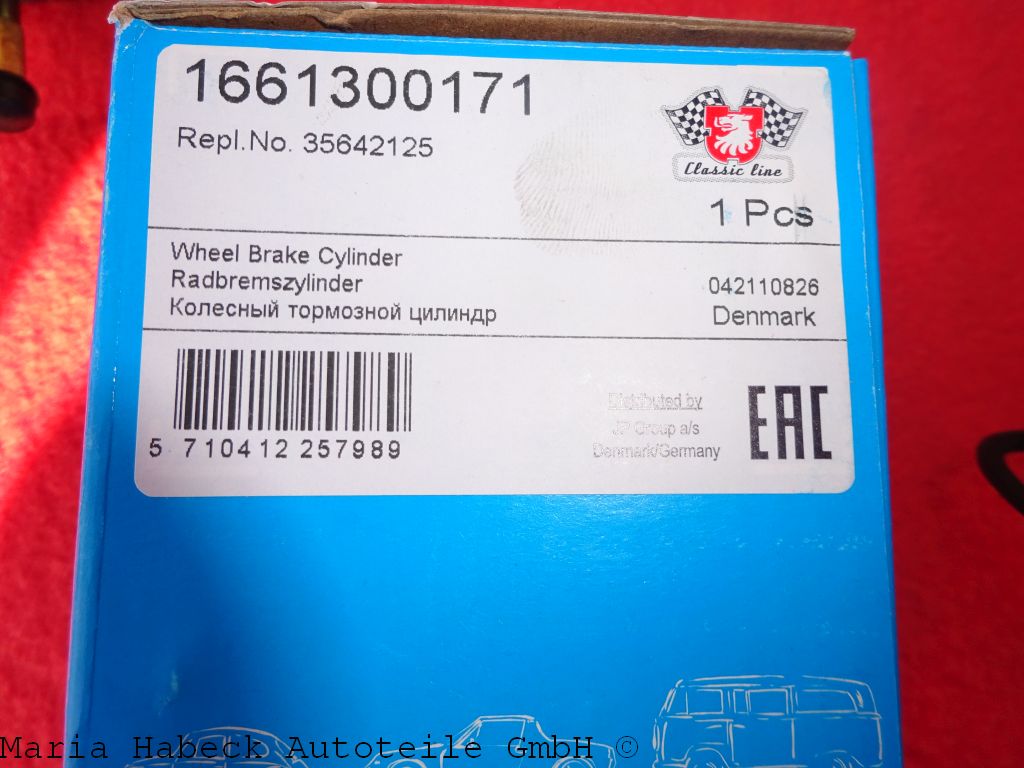 1661300171
Repl.No. 35642125
Classic line
1 Pcs
Wheel Brake Cylinder
Radbremszylinder
Колесный тормозной цилиндр
042110826
Denmark
5 710412 257989
Distributed by
JP Group a/s
Denmark/Germany
EAC
Maria Habeck Autoteile GmbH ©